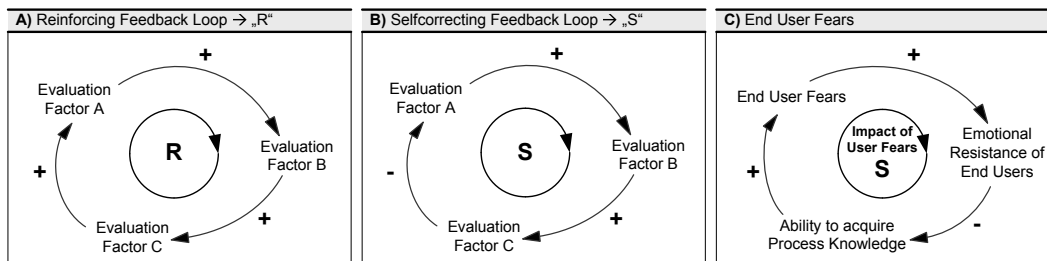 A) Reinforcing Feedback Loop → „R“
+
Evaluation
Factor A
R
Evaluation
Factor B
+
+
Evaluation
Factor C
B) Selfcorrecting Feedback Loop → „S“
+
Evaluation
Factor A
S
Evaluation
Factor B
-
+
Evaluation
Factor C
C) End User Fears
+
End User Fears
Impact of
User Fears
S
Emotional
Resistance of
End Users
+
-
Ability to acquire
Process Knowledge